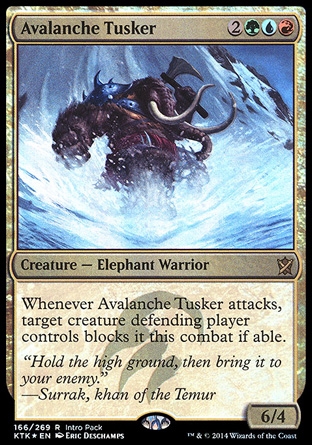 Avalanche Tusker 2
Creature — Elephant Warrior
Whenever Avalanche Tusker attacks,
target creature defending player
controls blocks it this combat if able.
“Hold the high ground, then bring it to
your enemy.”
—Surrak, khan of the Temur
6/4
166/269 R Intro Pack
KTK ★ EN Eric Deschamps ™ & © 2014 Wizards of the Coast